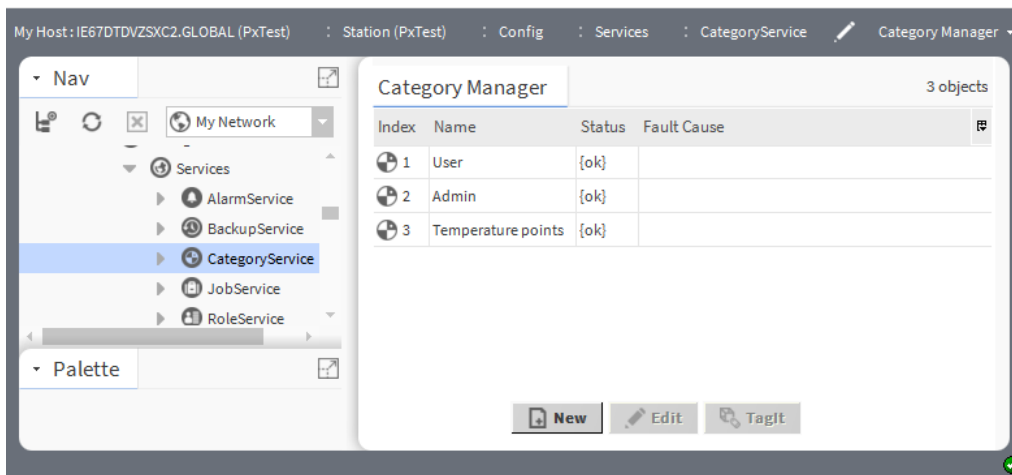 My Host : IE67DTDVZSXC2.GLOBAL (PxTest) : Station (PxTest) : Config : Services : CategoryService Category Manager
Nav
My Network
Services
AlarmService
BackupService
CategoryService
JobService
RoleService
Palette
Category Manager 3 objects
Index Name Status Fault Cause
1 User {ok}
2 Admin {ok}
3 Temperature points {ok}
New Edit TagIt